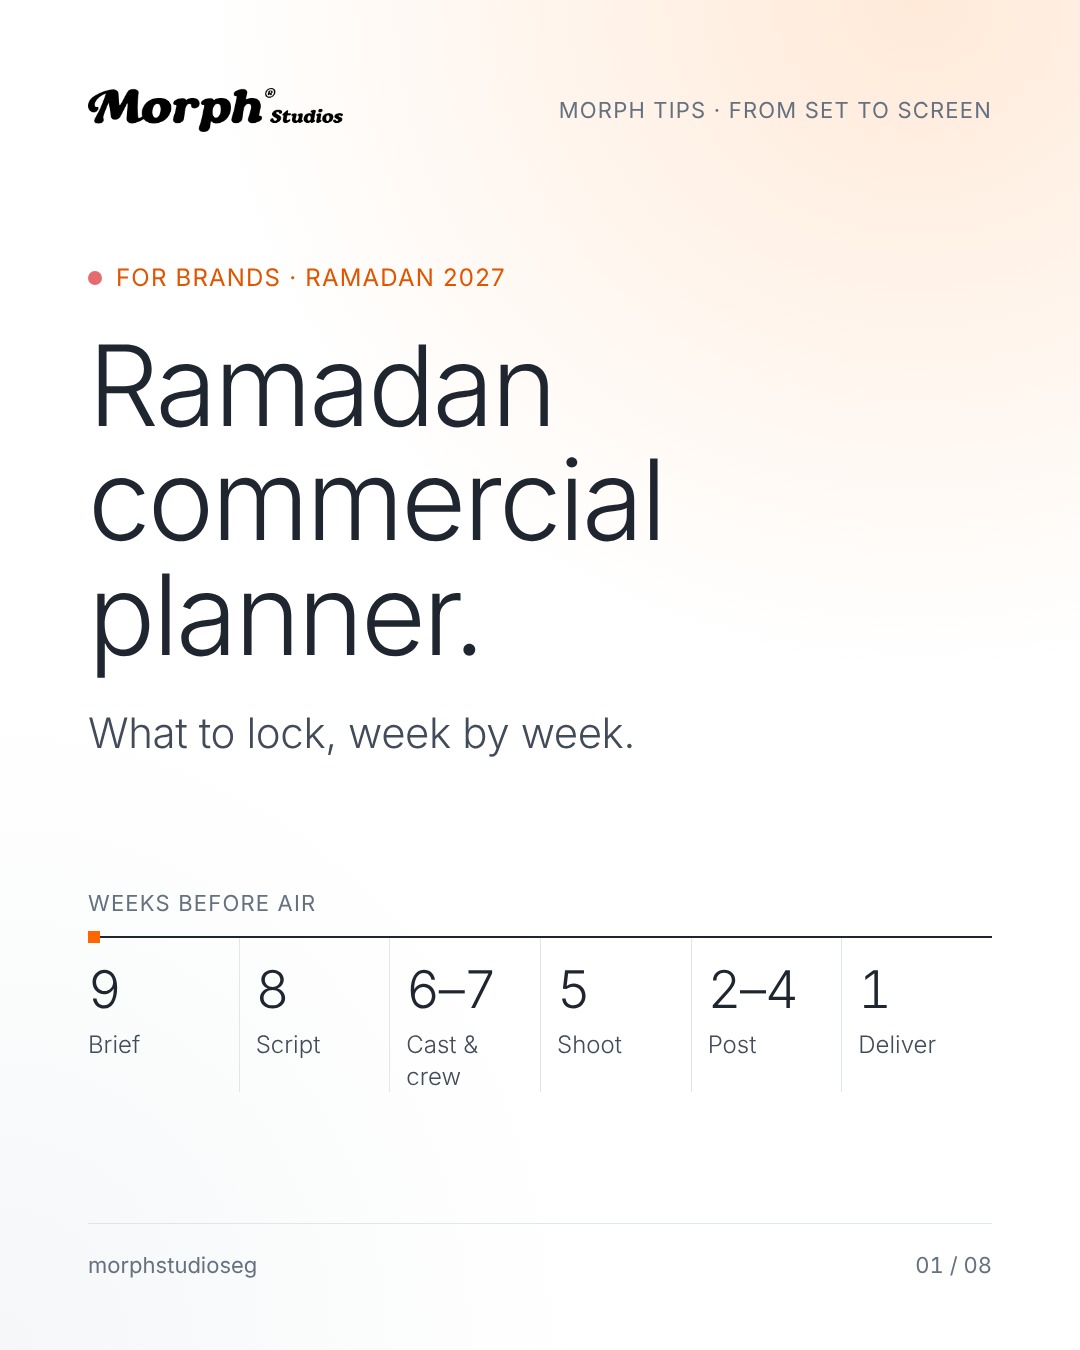 Morph® Studios
MORPH TIPS · FROM SET TO SCREEN
FOR BRANDS · RAMADAN 2027
Ramadan
commercial
planner.
What to lock, week by week.
WEEKS BEFORE AIR
9
Brief
8
Script
6–7
Cast &
crew
5
Shoot
2–4
Post
1
Deliver
morphstudioseg
01 / 08